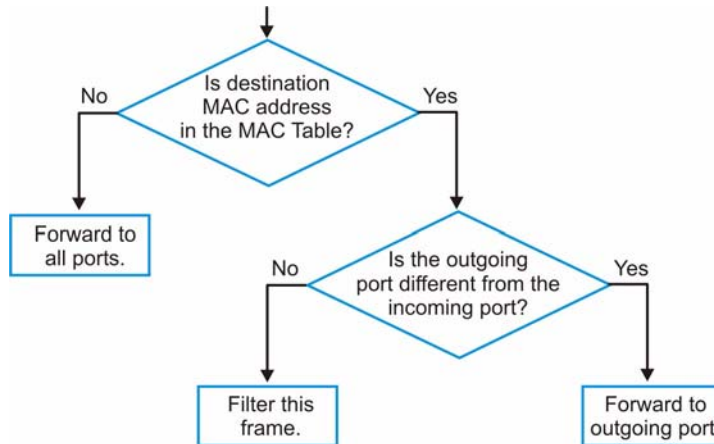 Is destination
MAC address
in the MAC Table?
No
Yes
Forward to
all ports.
Is the outgoing
port different from the
incoming port?
No
Yes
Filter this
frame.
Forward to
outgoing port